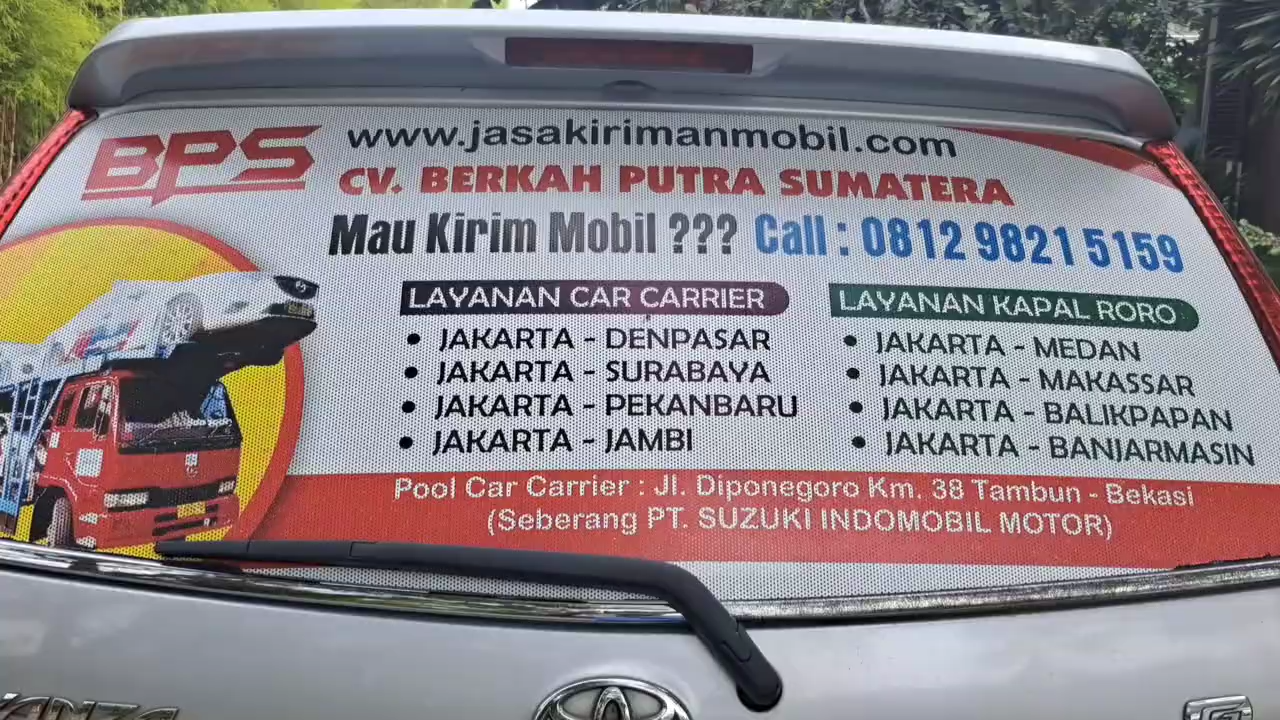 BPS
www.jasakirimanmobil.com
CV. BERKAH PUTRA SUMATERA
Mau Kirim Mobil ??? Call : 0812 9821 5159
LAYANAN CAR CARRIER
• JAKARTA - DENPASAR
• JAKARTA - SURABAYA
• JAKARTA - PEKANBARU
• JAKARTA - JAMBI
LAYANAN KAPAL RORO
• JAKARTA - MEDAN
• JAKARTA - MAKASSAR
• JAKARTA - BALIKPAPAN
• JAKARTA - BANJARMASIN
Pool Car Carrier : Jl. Diponegoro Km. 38 Tambun - Bekasi
(Seberang PT. SUZUKI INDOMOBIL MOTOR)
G